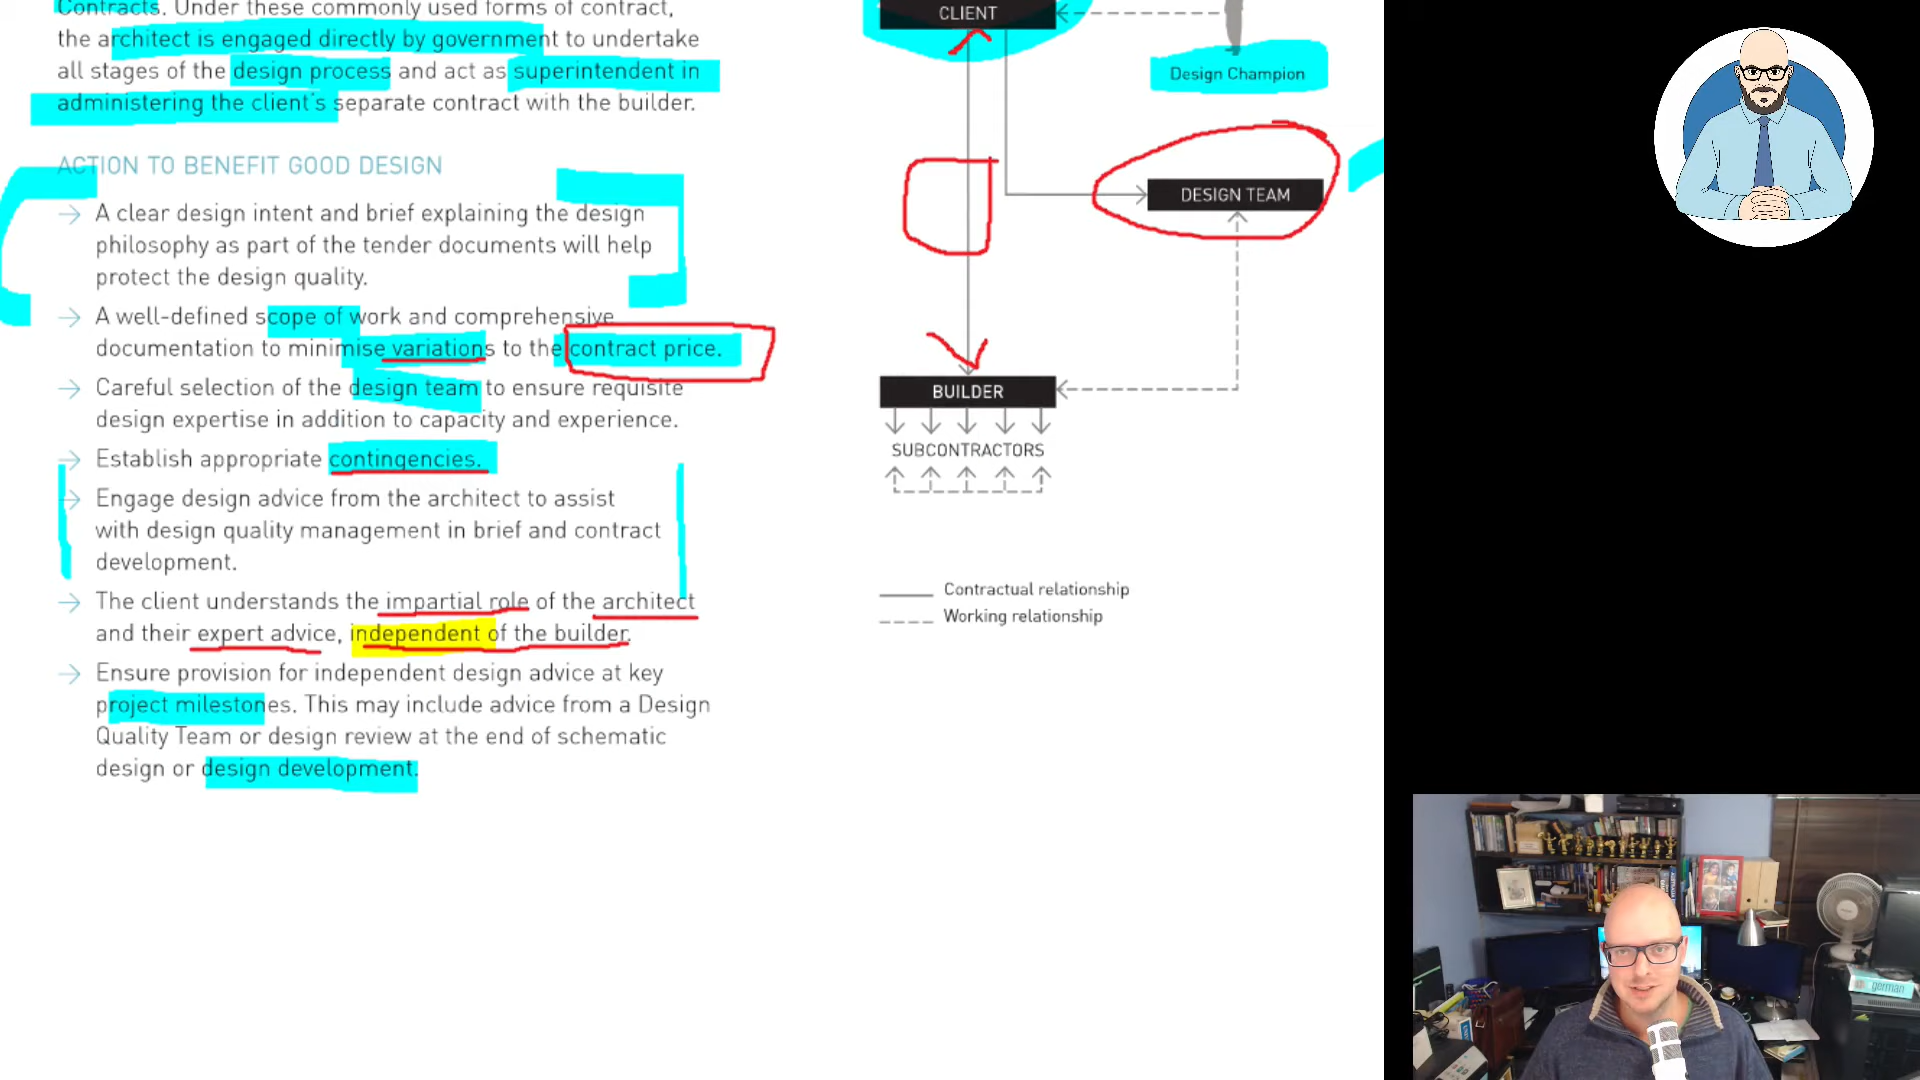 Contracts. Under these commonly used forms of contract,
the architect is engaged directly by government to undertake
all stages of the design process and act as superintendent in
administering the client's separate contract with the builder.
ACTION TO BENEFIT GOOD DESIGN
→ A clear design intent and brief explaining the design
philosophy as part of the tender documents will help
protect the design quality.
→ A well-defined scope of work and comprehensive
documentation to minimise variations to the contract price.
→ Careful selection of the design team to ensure requisite
design expertise in addition to capacity and experience.
→ Establish appropriate contingencies.
→ Engage design advice from the architect to assist
with design quality management in brief and contract
development.
→ The client understands the impartial role of the architect
and their expert advice, independent of the builder.
→ Ensure provision for independent design advice at key
project milestones. This may include advice from a Design
Quality Team or design review at the end of schematic
design or design development.
CLIENT
Design Champion
DESIGN TEAM
BUILDER
SUBCONTRACTORS
Contractual relationship
Working relationship
german